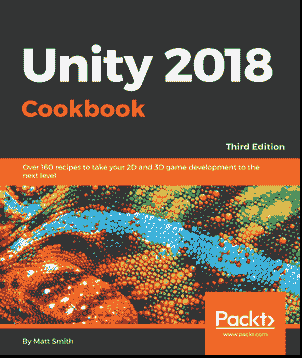 Unity 2018
Cookbook
Third Edition
Over 160 recipes to take your 2D and 3D game development to the
next level
Packt>
www.packt.com
By Matt Smith